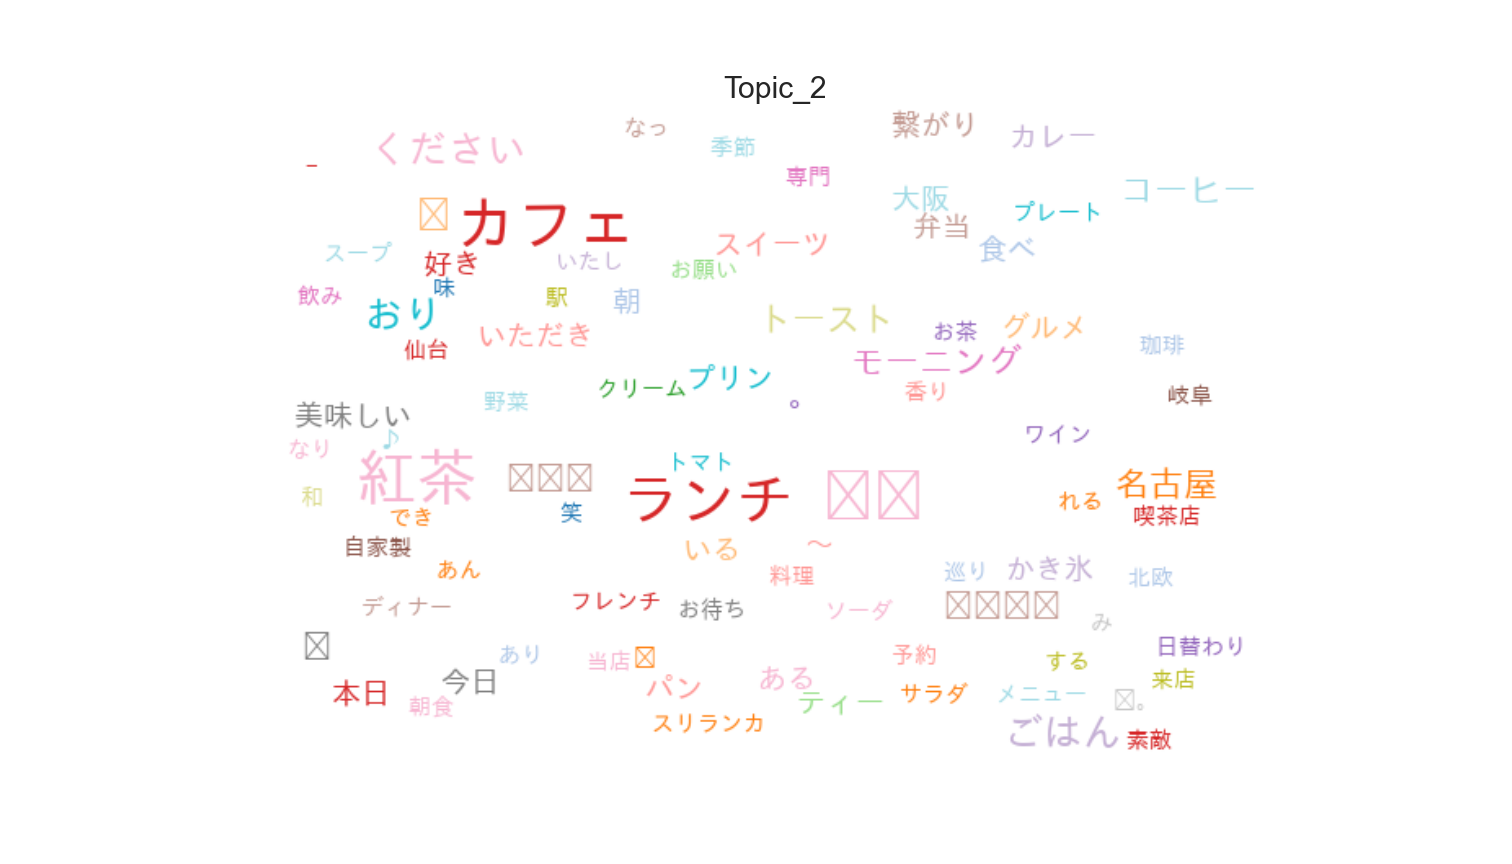 Topic_2
なっ
繋がり
カレー
ください
季節
–
専門
コーヒー
大阪
プレート
カフェ
弁当
スイーツ
食べ
スープ
好き
いたし
お願い
味
飲み
駅
朝
おり
トースト
お茶
グルメ
いただき
珈琲
仙台
モーニング
クリーム
プリン
香り
岐阜
野菜
。
美味しい
♪
なり
ワイン
トマト
紅茶
ランチ
名古屋
和
笑
れる
喫茶店
でき
自家製
いる
〜
あん
料理
巡り
かき氷
北欧
ディナー
フレンチ
お待ち
ソーダ
み
あり
当店
予約
する
日替わり
本日
今日
パン
ある
来店
朝食
ティー
サラダ
メニュー
。
スリランカ
ごはん
素敵